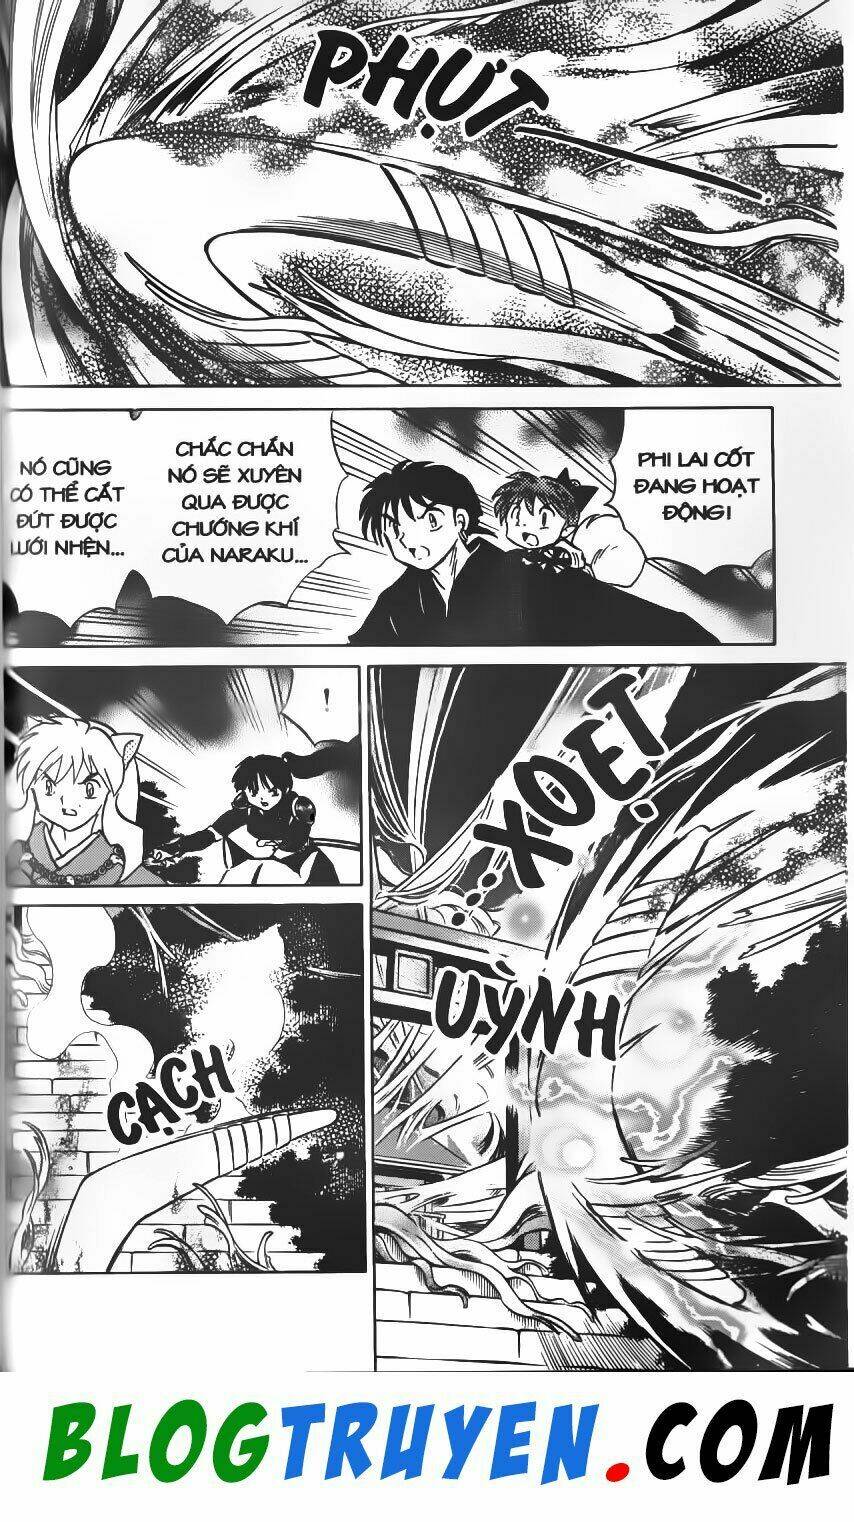 PHỰT
PHI LAI CỐT
ĐANG HOẠT
ĐỘNG!
CHẮC CHẮN
NÓ SẼ XUYÊN
QUA ĐƯỢC
CHƯỚNG KHÍ
CỦA NARAKU...
NÓ CŨNG
CÓ THỂ CẮT
ĐỨT ĐƯỢC
LƯỚI NHỆN...
XOẸT
UỲNH
!
CẠCH
BLOGTRUYEN.COM